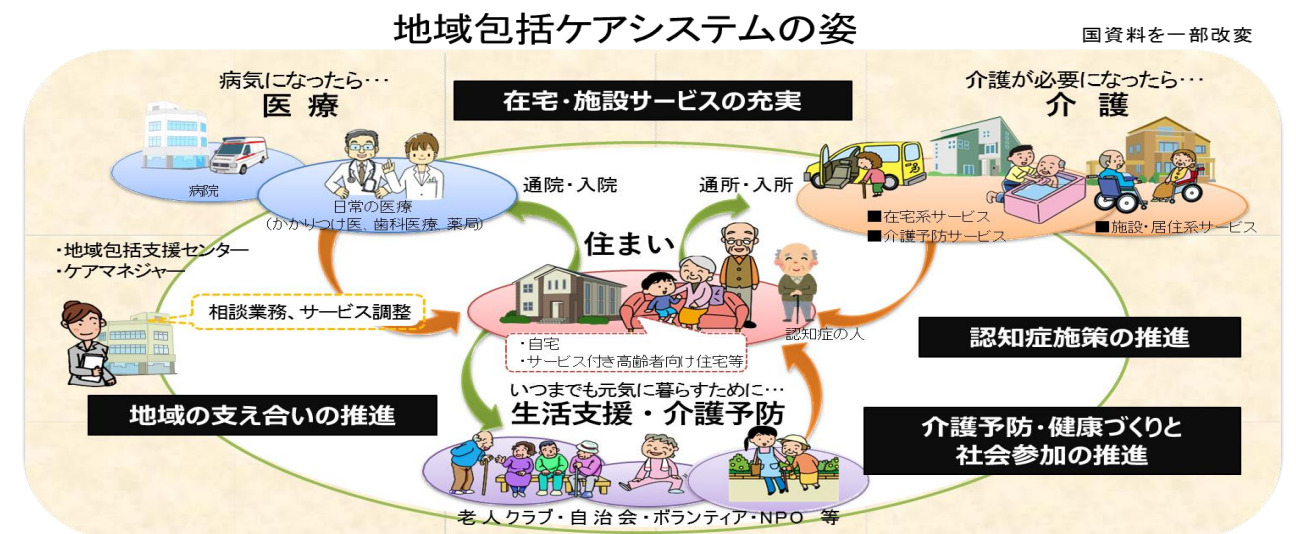 地域包括ケアシステムの姿
国資料を一部改変
病気になったら…
医療
在宅・施設サービスの充実
介護が必要になったら…
介護
病院
日常の医療
(かかりつけ医、歯科医療、薬局)
通院・入院
通所・入所
■在宅系サービス
■介護予防サービス
■施設・居住系サービス
住まい
・地域包括支援センター
・ケアマネジャー
相談業務、サービス調整
・自宅
・サービス付き高齢者向け住宅等
認知症の人
認知症施策の推進
いつまでも元気に暮らすために…
生活支援・介護予防
地域の支え合いの推進
介護予防・健康づくりと
社会参加の推進
老人クラブ・自治会・ボランティア・NPO 等